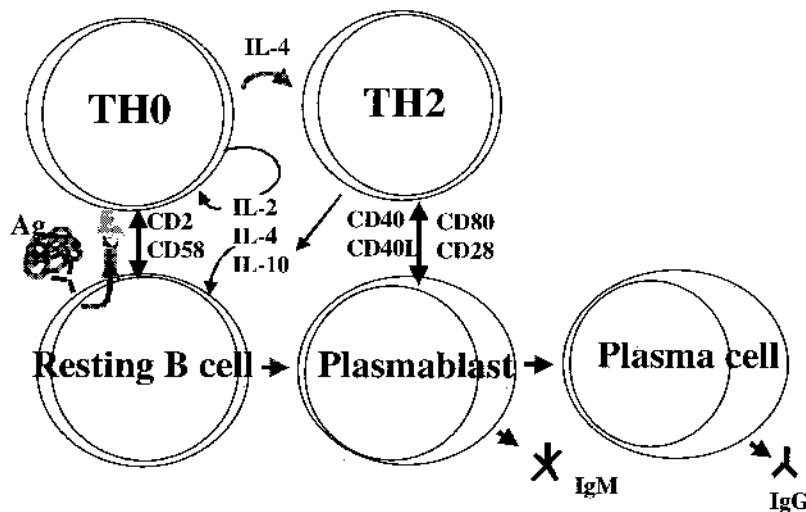 IL-4
TH0
TH2
Ag
CD2
CD58
IL-2
IL-4
IL-10
CD40
CD40L
CD80
CD28
Resting B cell
Plasmablast
Plasma cell
IgM
IgG